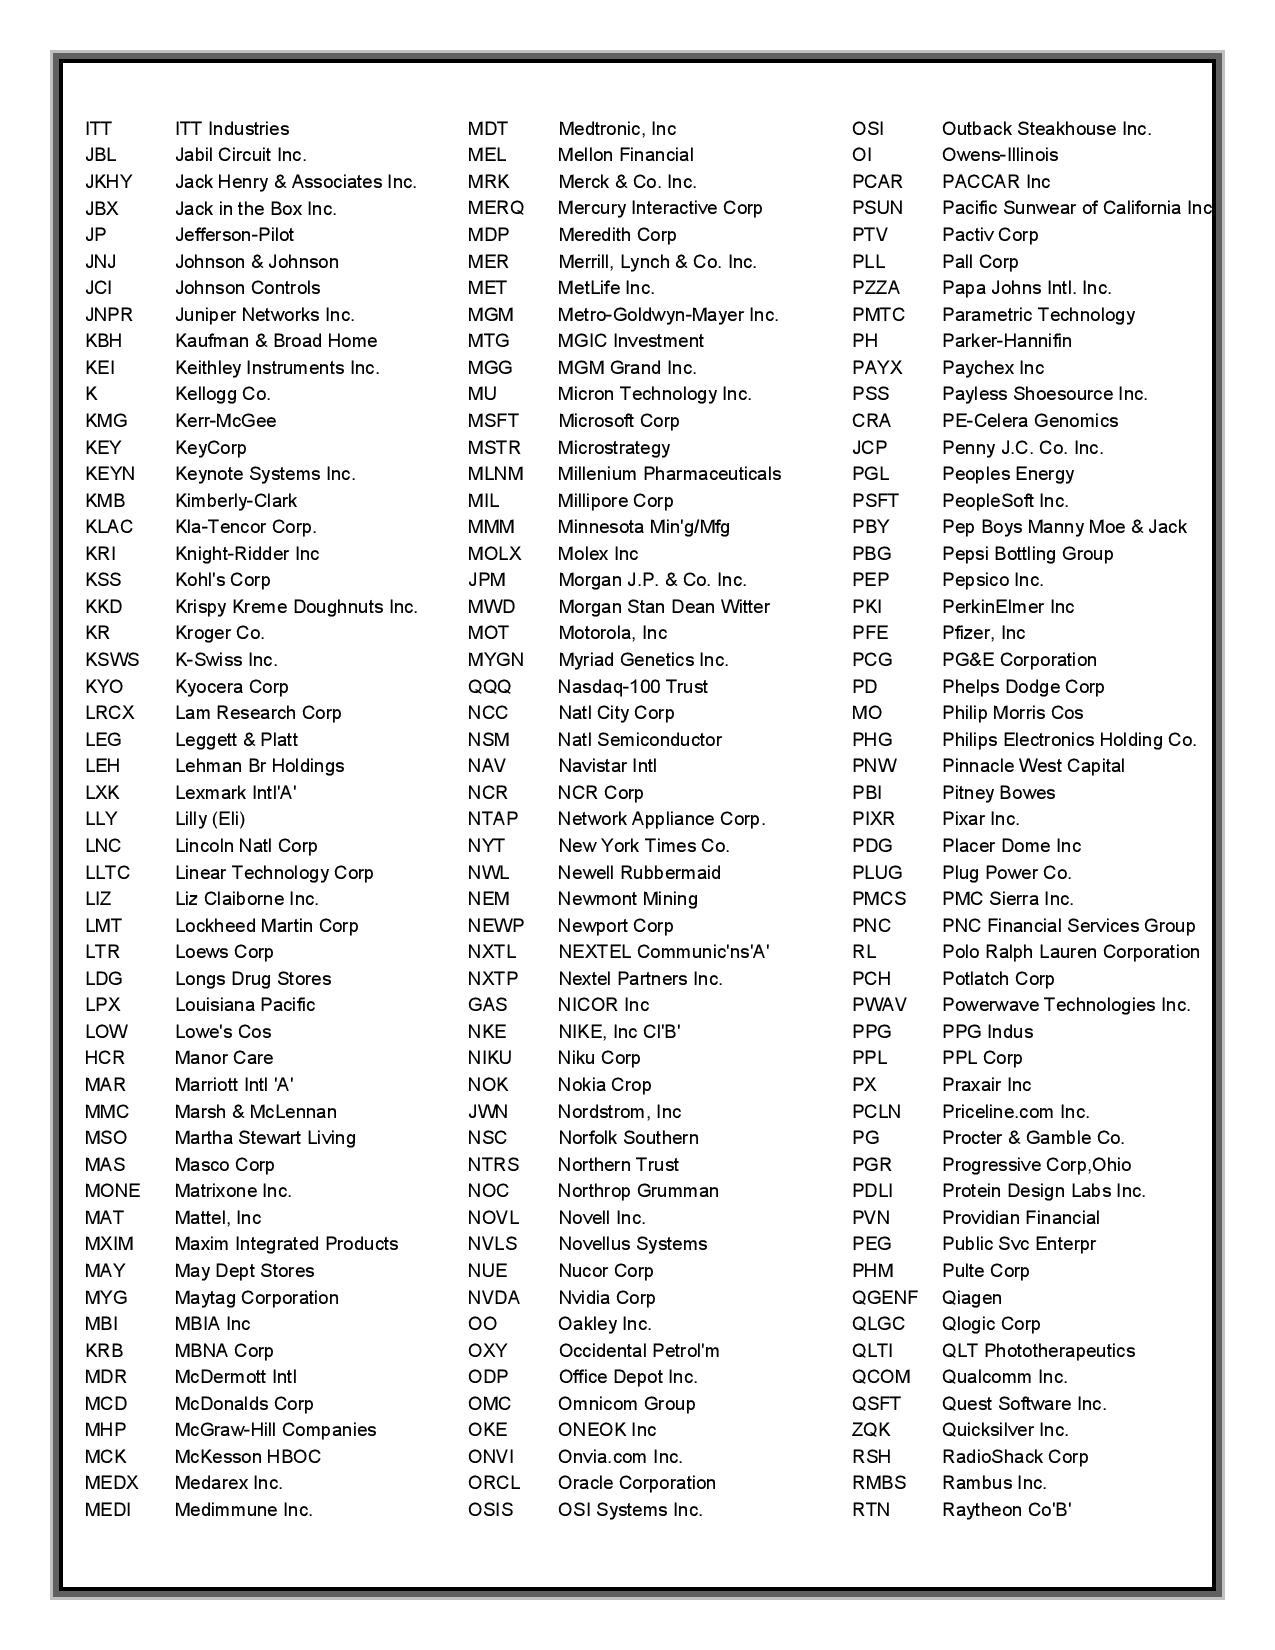 ITT ITT Industries MDT Medtronic, Inc OSI Outback Steakhouse Inc.
JBL Jabil Circuit Inc. MEL Mellon Financial OI Owens-Illinois
JKHY Jack Henry & Associates Inc. MRK Merck & Co. Inc. PCAR PACCAR Inc
JBX Jack in the Box Inc. MERQ Mercury Interactive Corp PSUN Pacific Sunwear of California Inc
JP Jefferson-Pilot MDP Meredith Corp PTV Pactiv Corp
JNJ Johnson & Johnson MER Merrill, Lynch & Co. Inc. PLL Pall Corp
JCI Johnson Controls MET MetLife Inc. PZZA Papa Johns Intl. Inc.
JNPR Juniper Networks Inc. MGM Metro-Goldwyn-Mayer Inc. PMTC Parametric Technology
KBH Kaufman & Broad Home MTG MGIC Investment PH Parker-Hannifin
KEI Keithley Instruments Inc. MGG MGM Grand Inc. PAYX Paychex Inc
K Kellogg Co. MU Micron Technology Inc. PSS Payless Shoesource Inc.
KMG Kerr-McGee MSFT Microsoft Corp CRA PE-Celera Genomics
KEY KeyCorp MSTR Microstrategy JCP Penny J.C. Co. Inc.
KEYN Keynote Systems Inc. MLNM Millenium Pharmaceuticals PGL Peoples Energy
KMB Kimberly-Clark MIL Millipore Corp PSFT PeopleSoft Inc.
KLAC Kla-Tencor Corp. MMM Minnesota Min'g/Mfg PBY Pep Boys Manny Moe & Jack
KRI Knight-Ridder Inc MOLX Molex Inc PBG Pepsi Bottling Group
KSS Kohl's Corp JPM Morgan J.P. & Co. Inc. PEP Pepsico Inc.
KKD Krispy Kreme Doughnuts Inc. MWD Morgan Stan Dean Witter PKI PerkinElmer Inc
KR Kroger Co. MOT Motorola, Inc PFE Pfizer, Inc
KSWS K-Swiss Inc. MYGN Myriad Genetics Inc. PCG PG&E Corporation
KYO Kyocera Corp QQQ Nasdaq-100 Trust PD Phelps Dodge Corp
LRCX Lam Research Corp NCC Natl City Corp MO Philip Morris Cos
LEG Leggett & Platt NSM Natl Semiconductor PHG Philips Electronics Holding Co.
LEH Lehman Br Holdings NAV Navistar Intl PNW Pinnacle West Capital
LXK Lexmark Intl'A' NCR NCR Corp PBI Pitney Bowes
LLY Lilly (Eli) NTAP Network Appliance Corp. PIXR Pixar Inc.
LNC Lincoln Natl Corp NYT New York Times Co. PDG Placer Dome Inc
LLTC Linear Technology Corp NWL Newell Rubbermaid PLUG Plug Power Co.
LIZ Liz Claiborne Inc. NEM Newmont Mining PMCS PMC Sierra Inc.
LMT Lockheed Martin Corp NEWP Newport Corp PNC PNC Financial Services Group
LTR Loews Corp NXTL NEXTEL Communic'ns'A' RL Polo Ralph Lauren Corporation
LDG Longs Drug Stores NXTP Nextel Partners Inc. PCH Potlatch Corp
LPX Louisiana Pacific GAS NICOR Inc PWAV Powerwave Technologies Inc.
LOW Lowe's Cos NKE NIKE, Inc Cl'B' PPG PPG Indus
HCR Manor Care NIKU Niku Corp PPL PPL Corp
MAR Marriott Intl 'A' NOK Nokia Crop PX Praxair Inc
MMC Marsh & McLennan JWN Nordstrom, Inc PCLN Priceline.com Inc.
MSO Martha Stewart Living NSC Norfolk Southern PG Procter & Gamble Co.
MAS Masco Corp NTRS Northern Trust PGR Progressive Corp,Ohio
MONE Matrixone Inc. NOC Northrop Grumman PDLI Protein Design Labs Inc.
MAT Mattel, Inc NOVL Novell Inc. PVN Providian Financial
MXIM Maxim Integrated Products NVLS Novellus Systems PEG Public Svc Enterpr
MAY May Dept Stores NUE Nucor Corp PHM Pulte Corp
MYG Maytag Corporation NVDA Nvidia Corp QGENF Qiagen
MBI MBIA Inc OO Oakley Inc. QLGC Qlogic Corp
KRB MBNA Corp OXY Occidental Petrol'm QLTI QLT Phototherapeutics
MDR McDermott Intl ODP Office Depot Inc. QCOM Qualcomm Inc.
MCD McDonalds Corp OMC Omnicom Group QSFT Quest Software Inc.
MHP McGraw-Hill Companies OKE ONEOK Inc ZQK Quicksilver Inc.
MCK McKesson HBOC ONVI Onvia.com Inc. RSH RadioShack Corp
MEDX Medarex Inc. ORCL Oracle Corporation RMBS Rambus Inc.
MEDI Medimmune Inc. OSIS OSI Systems Inc. RTN Raytheon Co'B'